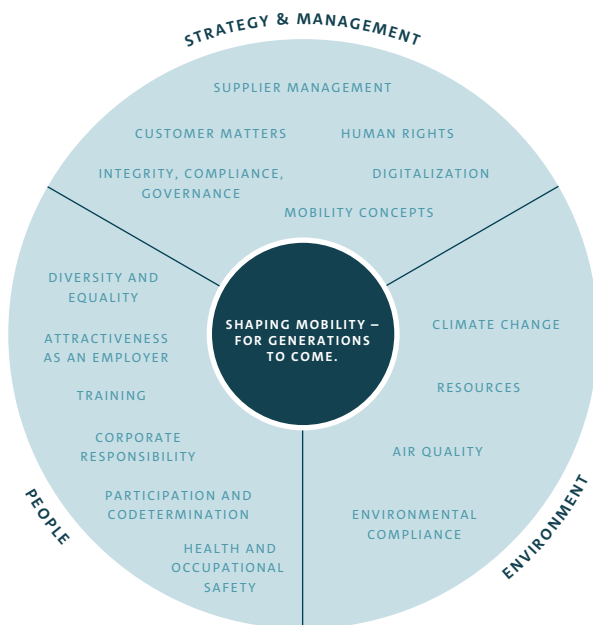 STRATEGY & MANAGEMENT
SUPPLIER MANAGEMENT
CUSTOMER MATTERS
HUMAN RIGHTS
INTEGRITY, COMPLIANCE,
GOVERNANCE
DIGITALIZATION
MOBILITY CONCEPTS
DIVERSITY AND
EQUALITY
ATTRACTIVENESS
AS AN EMPLOYER
TRAINING
CORPORATE
RESPONSIBILITY
PARTICIPATION AND
CODETERMINATION
HEALTH AND
OCCUPATIONAL
SAFETY
PEOPLE
SHAPING MOBILITY –
FOR GENERATIONS
TO COME.
CLIMATE CHANGE
RESOURCES
AIR QUALITY
ENVIRONMENTAL
COMPLIANCE
ENVIRONMENT